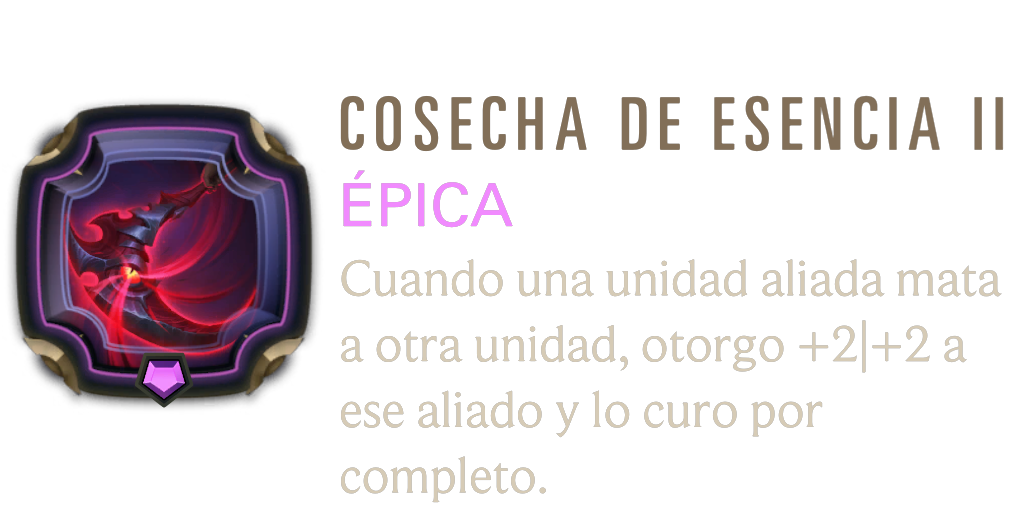 COSECHA DE ESENCIA II
ÉPICA
Cuando una unidad aliada mata
a otra unidad, otorgo +2|+2 a
ese aliado y lo curo por
completo.